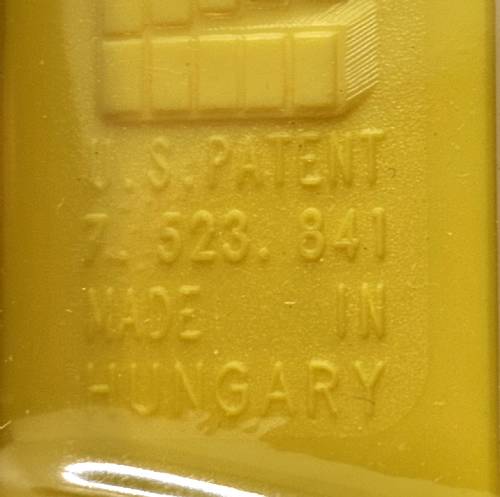 U.S.PATENT
7. 523. 841
MADE IN
HUNGARY